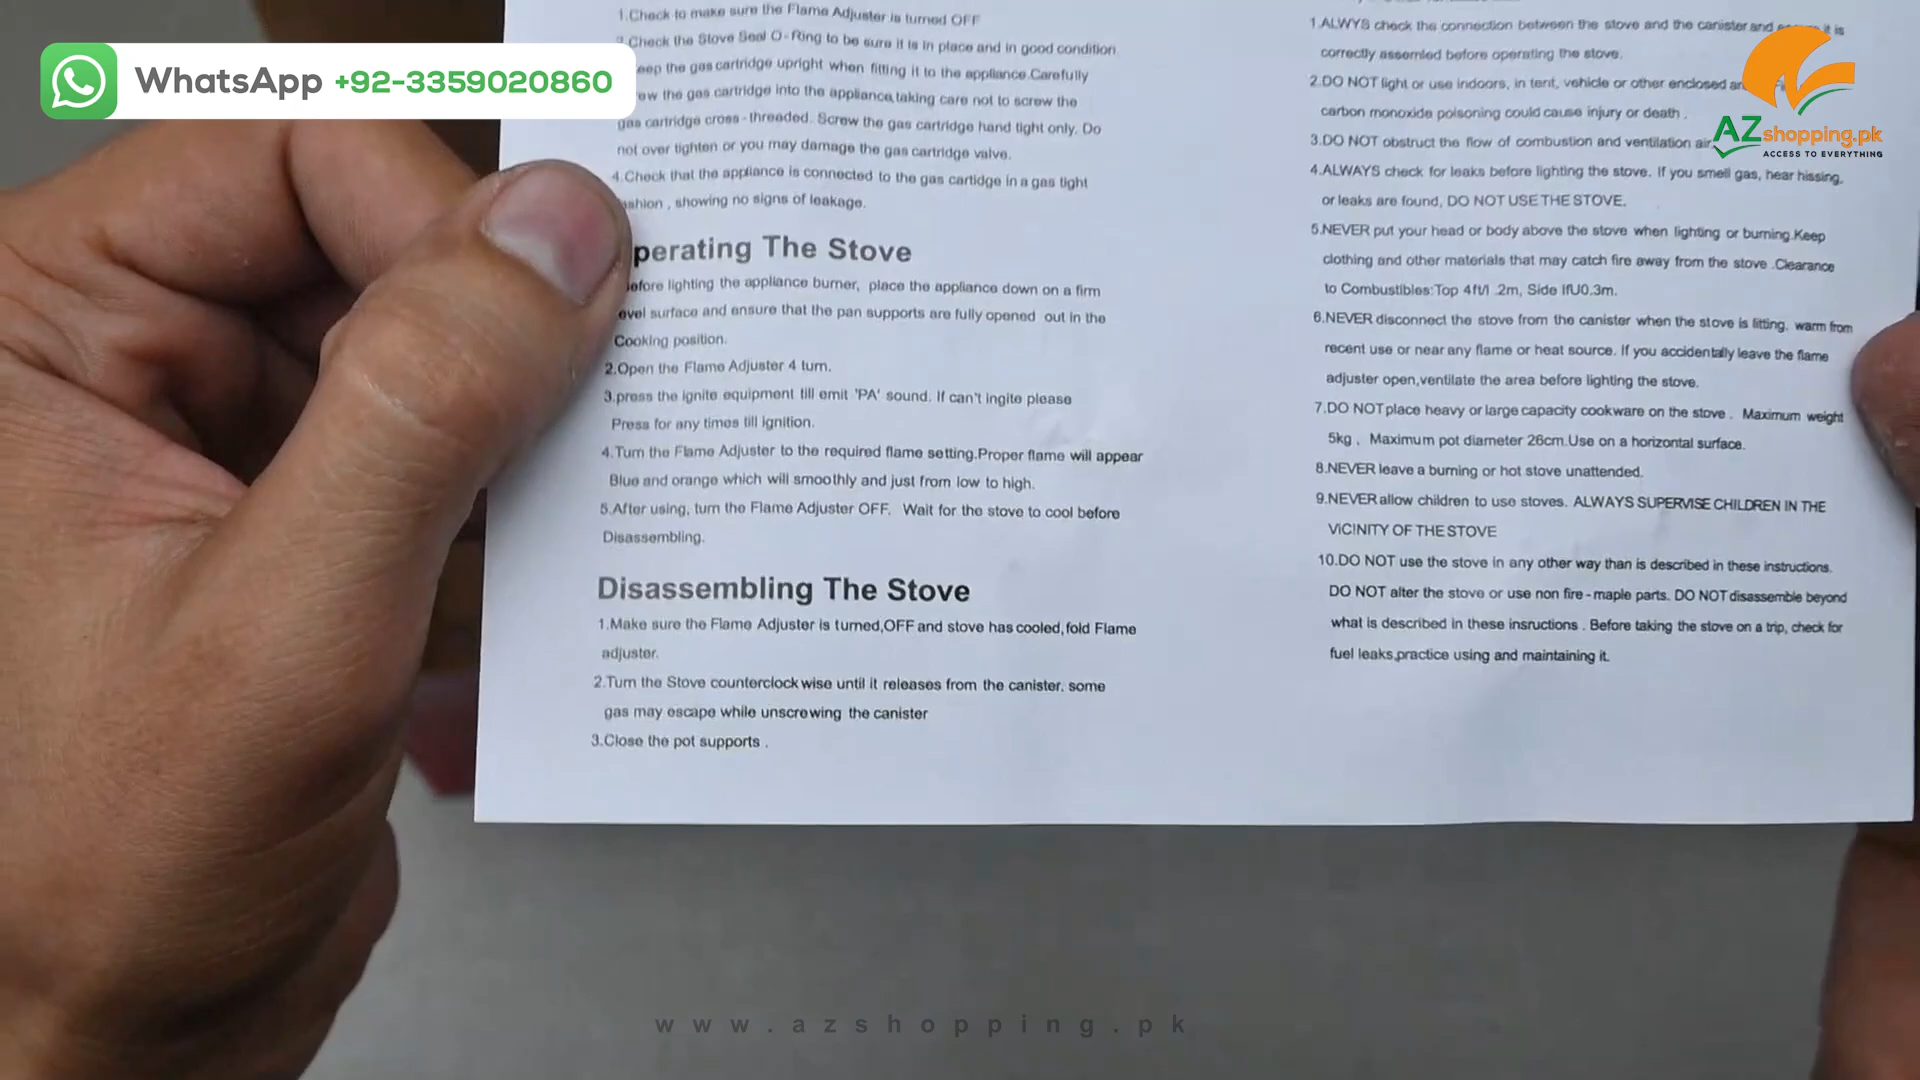 WhatsApp +92-3359020860
AZshopping.pk
ACCESS TO EVERYTHING
1.Check to make sure the Flame Adjuster is turned OFF
Check the Stove Seal O-Ring to be sure it is in place and in good condition.
eep the gas cartridge upright when fitting it to the appliance.Carefully
ew the gas cartridge into the appliance,taking care not to screw the
gas cartridge cross-threaded. Screw the gas cartridge hand tight only. Do
not over tighten or you may damage the gas cartridge valve.
4.Check that the appliance is connected to the gas cartidge in a gas tight
ashion , showing no signs of leakage.
perating The Stove
efore lighting the appliance burner, place the appliance down on a firm
evel surface and ensure that the pan supports are fully opened out in the
Cooking position.
2.Open the Flame Adjuster 4 turn.
3.press the ignite equipment till emit 'PA' sound. If can't ingite please
Press for any times till ignition.
4.Turn the Flame Adjuster to the required flame setting.Proper flame will appear
Blue and orange which will smoothly and just from low to high.
5.After using, turn the Flame Adjuster OFF. Wait for the stove to cool before
Disassembling.
Disassembling The Stove
1.Make sure the Flame Adjuster is turned,OFF and stove has cooled,fold Flame
adjuster.
2.Turn the Stove counterclockwise until it releases from the canister. some
gas may escape while unscrewing the canister
3.Close the pot supports .
1.ALWYS check the connection between the stove and the canister and it is
correctly assemled before operating the stove.
2.DO NOT light or use indoors, in tent, vehicle or other enclosed
carbon monoxide poisoning could cause injury or death .
3.DO NOT obstruct the flow of combustion and ventilation air
4.ALWAYS check for leaks before lighting the stove. If you smell gas, hear hissing,
or leaks are found, DO NOT USE THE STOVE.
5.NEVER put your head or body above the stove when lighting or burning.Keep
clothing and other materials that may catch fire away from the stove .Clearance
to Combustibles:Top 4ft/l .2m, Side lfU0.3m.
6.NEVER disconnect the stove from the canister when the stove is litting, warm from
recent use or near any flame or heat source. If you accidentally leave the flame
adjuster open,ventilate the area before lighting the stove.
7.DO NOT place heavy or large capacity cookware on the stove . Maximum weight
5kg , Maximum pot diameter 26cm.Use on a horizontal surface.
8.NEVER leave a burning or hot stove unattended.
9.NEVER allow children to use stoves. ALWAYS SUPERVISE CHILDREN IN THE
VIC!NITY OF THE STOVE
10.DO NOT use the stove in any other way than is described in these instructions.
DO NOT alter the stove or use non fire-maple parts. DO NOT disassemble beyond
what is described in these insructions . Before taking the stove on a trip, check for
fuel leaks,practice using and maintaining it.
www.azshopping.pk